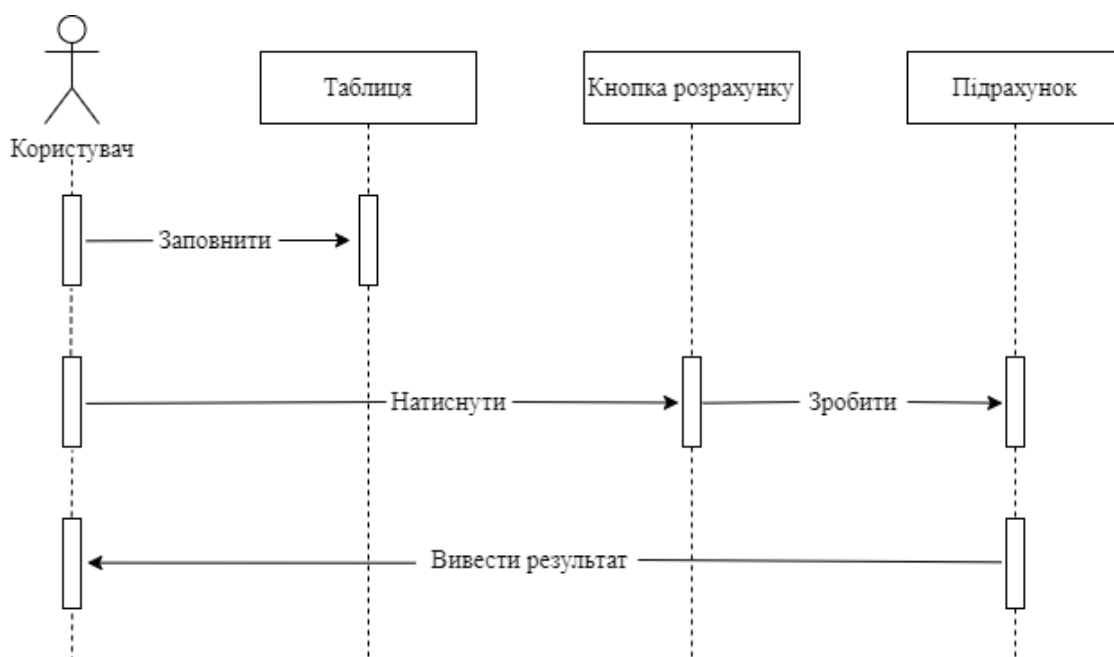 Таблиця
Кнопка розрахунку
Підрахунок
Користувач
Заповнити
Натиснути
Зробити
Вивести результат